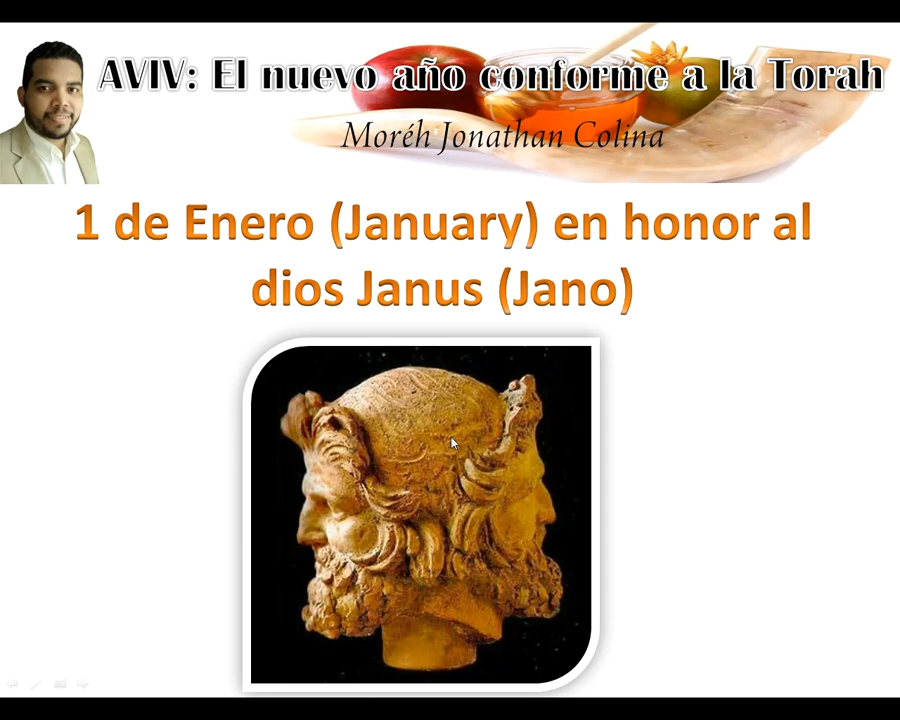 AVIV: El nuevo año conforme a la Torah
Moréh Jonathan Colina
1 de Enero (January) en honor al
dios Janus (Jano)